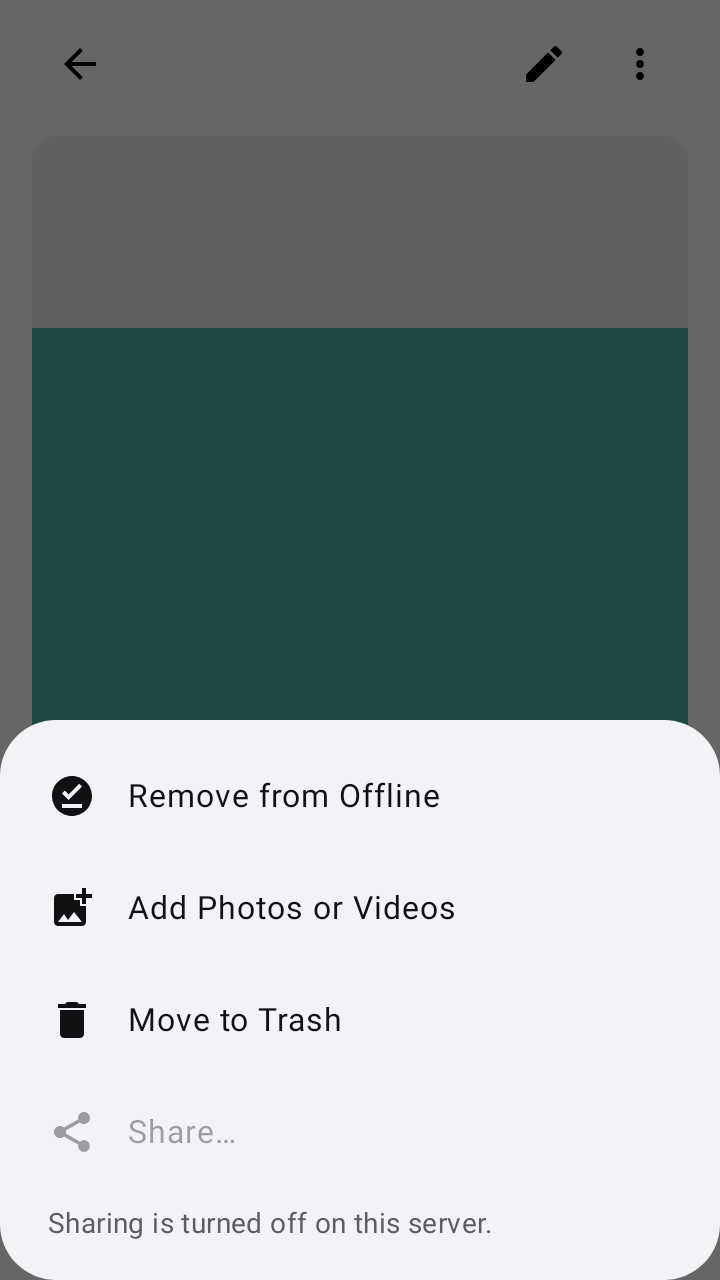 Remove from Offline
Add Photos or Videos
Move to Trash
Share…
Sharing is turned off on this server.